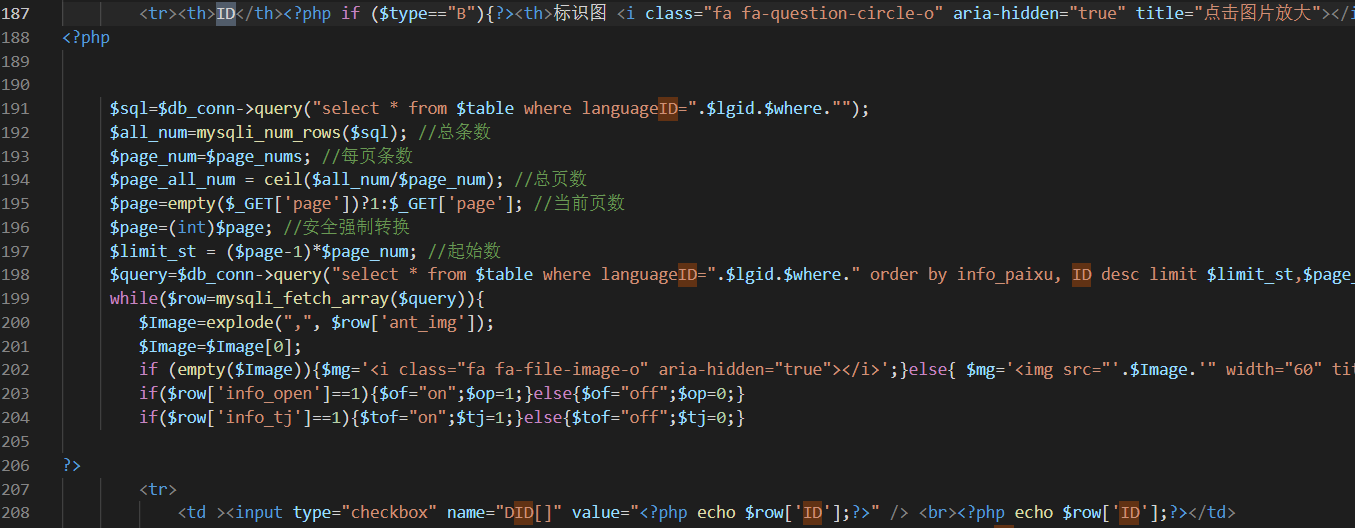 187 <tr><th>ID</th><?php if ($type=="B"){?><th>标识图 <i class="fa fa-question-circle-o" aria-hidden="true" title="点击图片放大"></i
188 <?php
189
190
191 $sql=$db_conn->query("select * from $table where languageID=".$lgid.$where."");
192 $all_num=mysqli_num_rows($sql); //总条数
193 $page_num=$page_nums; //每页条数
194 $page_all_num = ceil($all_num/$page_num); //总页数
195 $page=empty($_GET['page'])?1:$_GET['page']; //当前页数
196 $page=(int)$page; //安全强制转换
197 $limit_st = ($page-1)*$page_num; //起始数
198 $query=$db_conn->query("select * from $table where languageID=".$lgid.$where." order by info_paixu, ID desc limit $limit_st,$page_
199 while($row=mysqli_fetch_array($query)){
200 $Image=explode(",", $row['ant_img']);
201 $Image=$Image[0];
202 if (empty($Image)){$mg='<i class="fa fa-file-image-o" aria-hidden="true"></i>';}else{ $mg='<img src="'.$Image.'" width="60" tit
203 if($row['info_open']==1){$of="on";$op=1;}else{$of="off";$op=0;}
204 if($row['info_tj']==1){$tof="on";$tj=1;}else{$tof="off";$tj=0;}
205
206 ?>
207 <tr>
208 <td ><input type="checkbox" name="DID[]" value="<?php echo $row['ID'];?>" /> <br><?php echo $row['ID'];?></td>